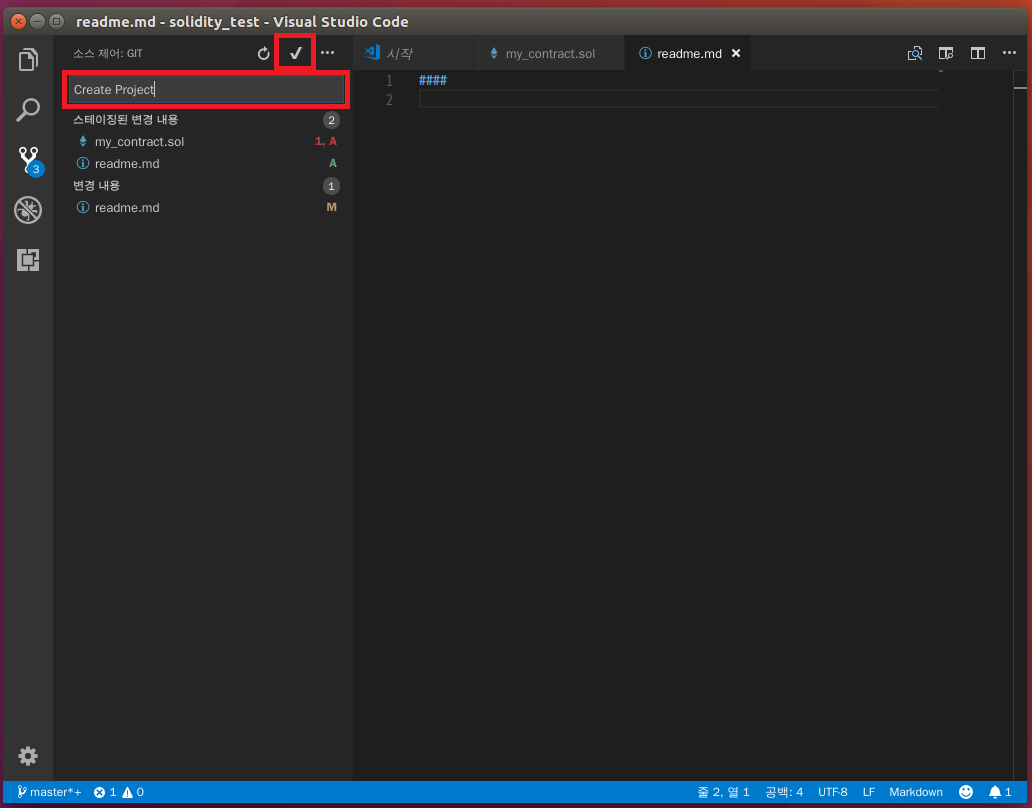 readme.md - solidity_test - Visual Studio Code
소스 제어: GIT
시작
my_contract.sol
readme.md
Create Project
1 ####
2
스테이징된 변경 내용 2
my_contract.sol 1, A
readme.md A
변경 내용 1
readme.md M
3
master*+ 1 0 줄 2, 열 1 공백: 4 UTF-8 LF Markdown 1